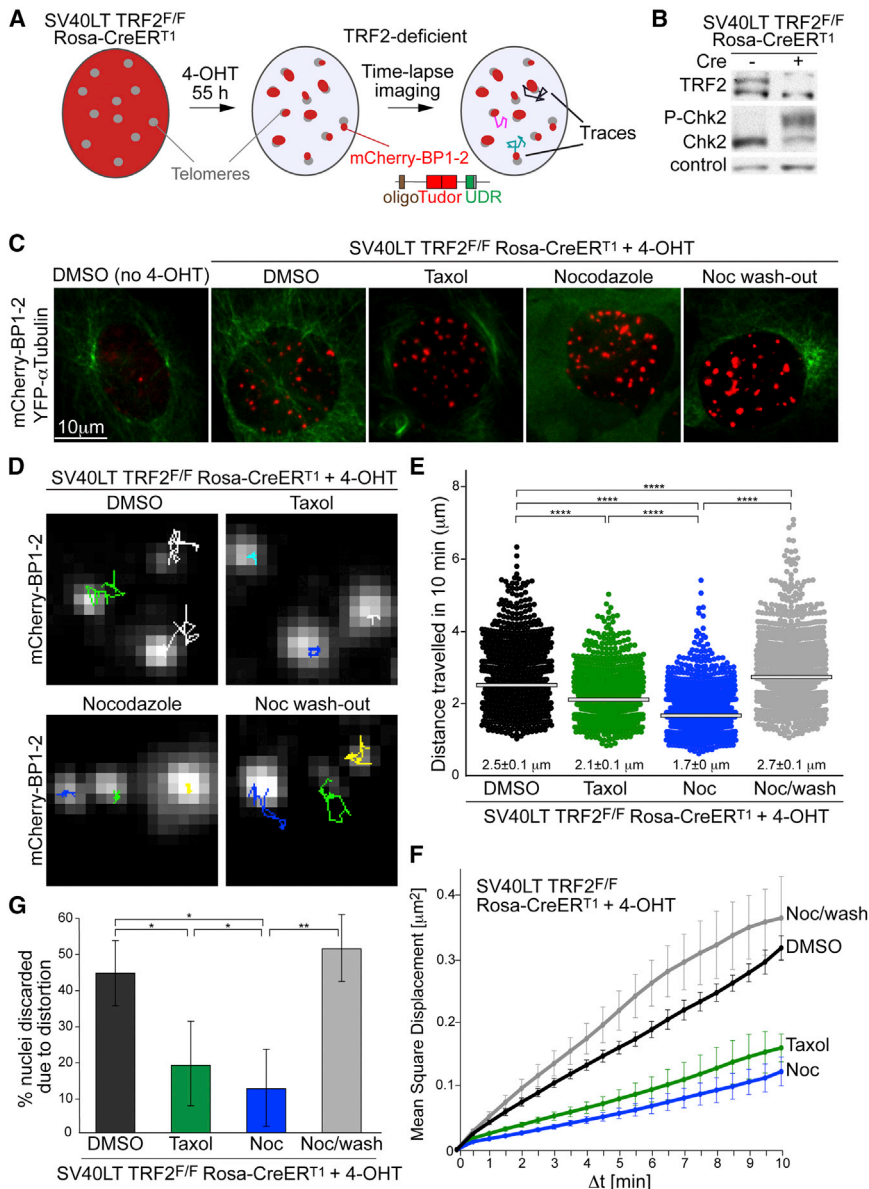 A
SV40LT TRF2F/F
Rosa-CreERT1
4-OHT
55 h
TRF2-deficient
Time-lapse
imaging
Traces
Telomeres
mCherry-BP1-2
oligo Tudor UDR
B
SV40LT TRF2F/F
Rosa-CreERT1
Cre - +
TRF2
P-Chk2
Chk2
control
C
SV40LT TRF2F/F Rosa-CreERT1 + 4-OHT
DMSO (no 4-OHT) DMSO Taxol Nocodazole Noc wash-out
mCherry-BP1-2
YFP-αTubulin
10μm
D
SV40LT TRF2F/F Rosa-CreERT1 + 4-OHT
DMSO Taxol
mCherry-BP1-2
Nocodazole Noc wash-out
mCherry-BP1-2
E
Distance travelled in 10 min (μm)
8
6
4
2
0
****
**** ****
**** ****
2.5±0.1 μm 2.1±0.1 μm 1.7±0 μm 2.7±0.1 μm
DMSO Taxol Noc Noc/wash
SV40LT TRF2F/F Rosa-CreERT1 + 4-OHT
F
SV40LT TRF2F/F
Rosa-CreERT1 + 4-OHT
Mean Square Displacement [μm2]
0.4
0.3
0.2
0.1
0
Noc/wash
DMSO
Taxol
Noc
0 1 2 3 4 5 6 7 8 9 10
Δt [min]
G
% nuclei discarded
due to distortion
60
50
40
30
20
10
0
*
* * **
DMSO Taxol Noc Noc/wash
SV40LT TRF2F/F Rosa-CreERT1 + 4-OHT